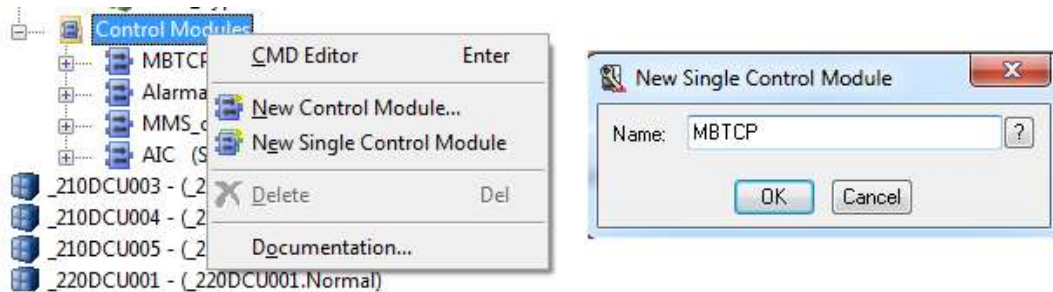 Control Modules
MBTCP
Alarma
MMS_c
AIC (S
_210DCU003 - (_2
_210DCU004 - (_2
_210DCU005 - (_2
_220DCU001 - (_220DCU001.Normal)
CMD Editor Enter
New Control Module...
New Single Control Module
Delete Del
Documentation...
New Single Control Module
Name: MBTCP ?
OK Cancel